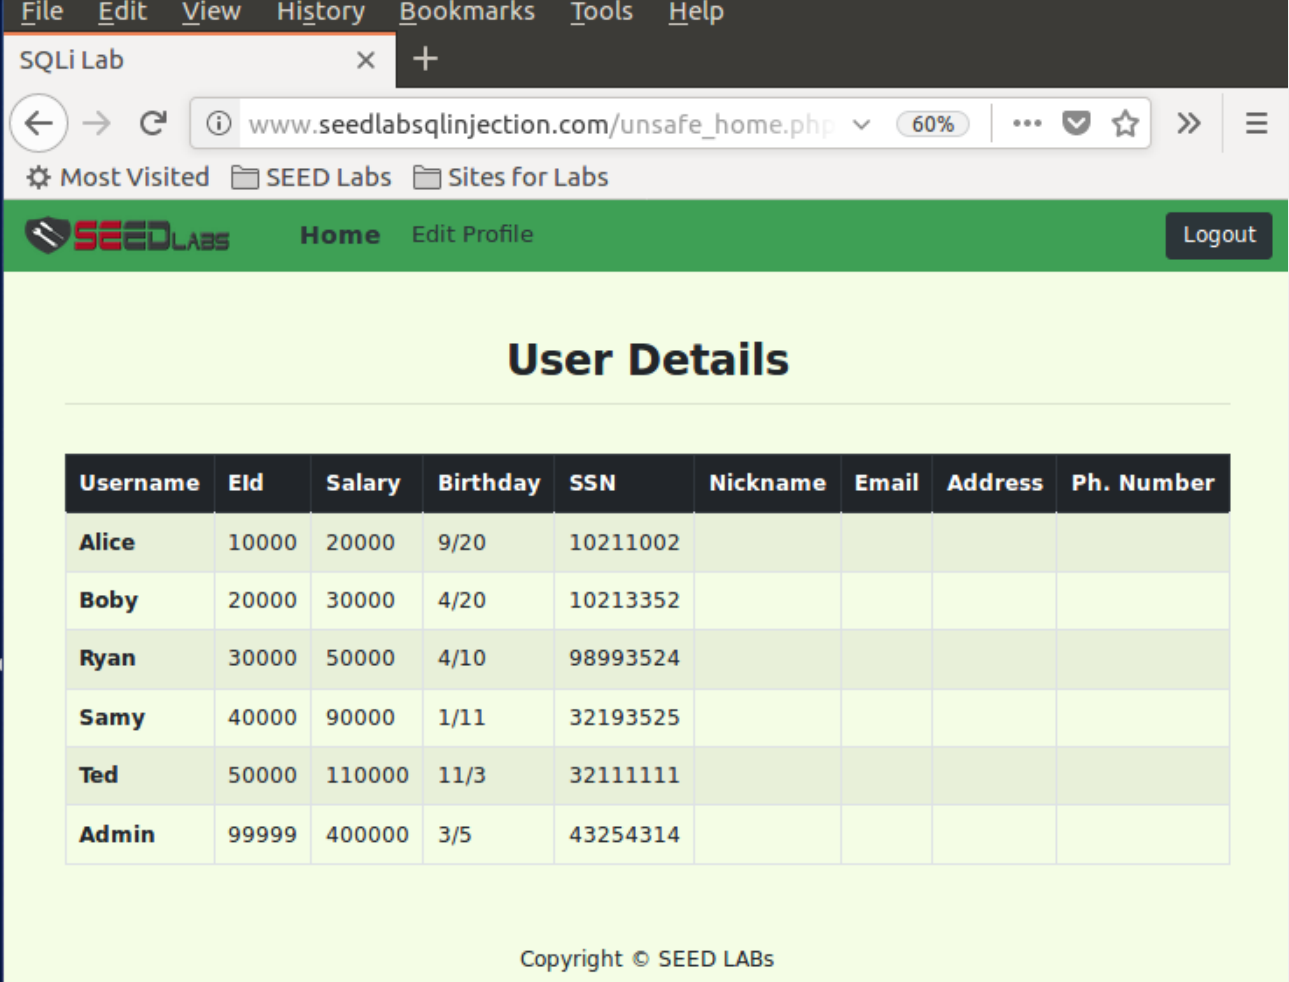 File Edit View History Bookmarks Tools Help
SQLi Lab
www.seedlabsqlinjection.com/unsafe_home.php 60%
Most Visited SEED Labs Sites for Labs
SEEDLABS Home Edit Profile Logout
User Details
Username EId Salary Birthday SSN Nickname Email Address Ph. Number
Alice 10000 20000 9/20 10211002
Boby 20000 30000 4/20 10213352
Ryan 30000 50000 4/10 98993524
Samy 40000 90000 1/11 32193525
Ted 50000 110000 11/3 32111111
Admin 99999 400000 3/5 43254314
Copyright © SEED LABs